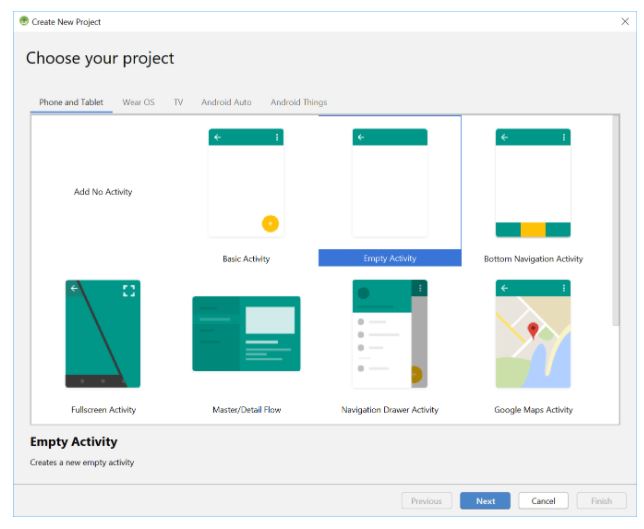 Create New Project
Choose your project
Phone and Tablet Wear OS TV Android Auto Android Things
Add No Activity
Basic Activity
Empty Activity
Bottom Navigation Activity
Fullscreen Activity
Master/Detail Flow
Navigation Drawer Activity
Google Maps Activity
Empty Activity
Creates a new empty activity
Previous Next Cancel Finish